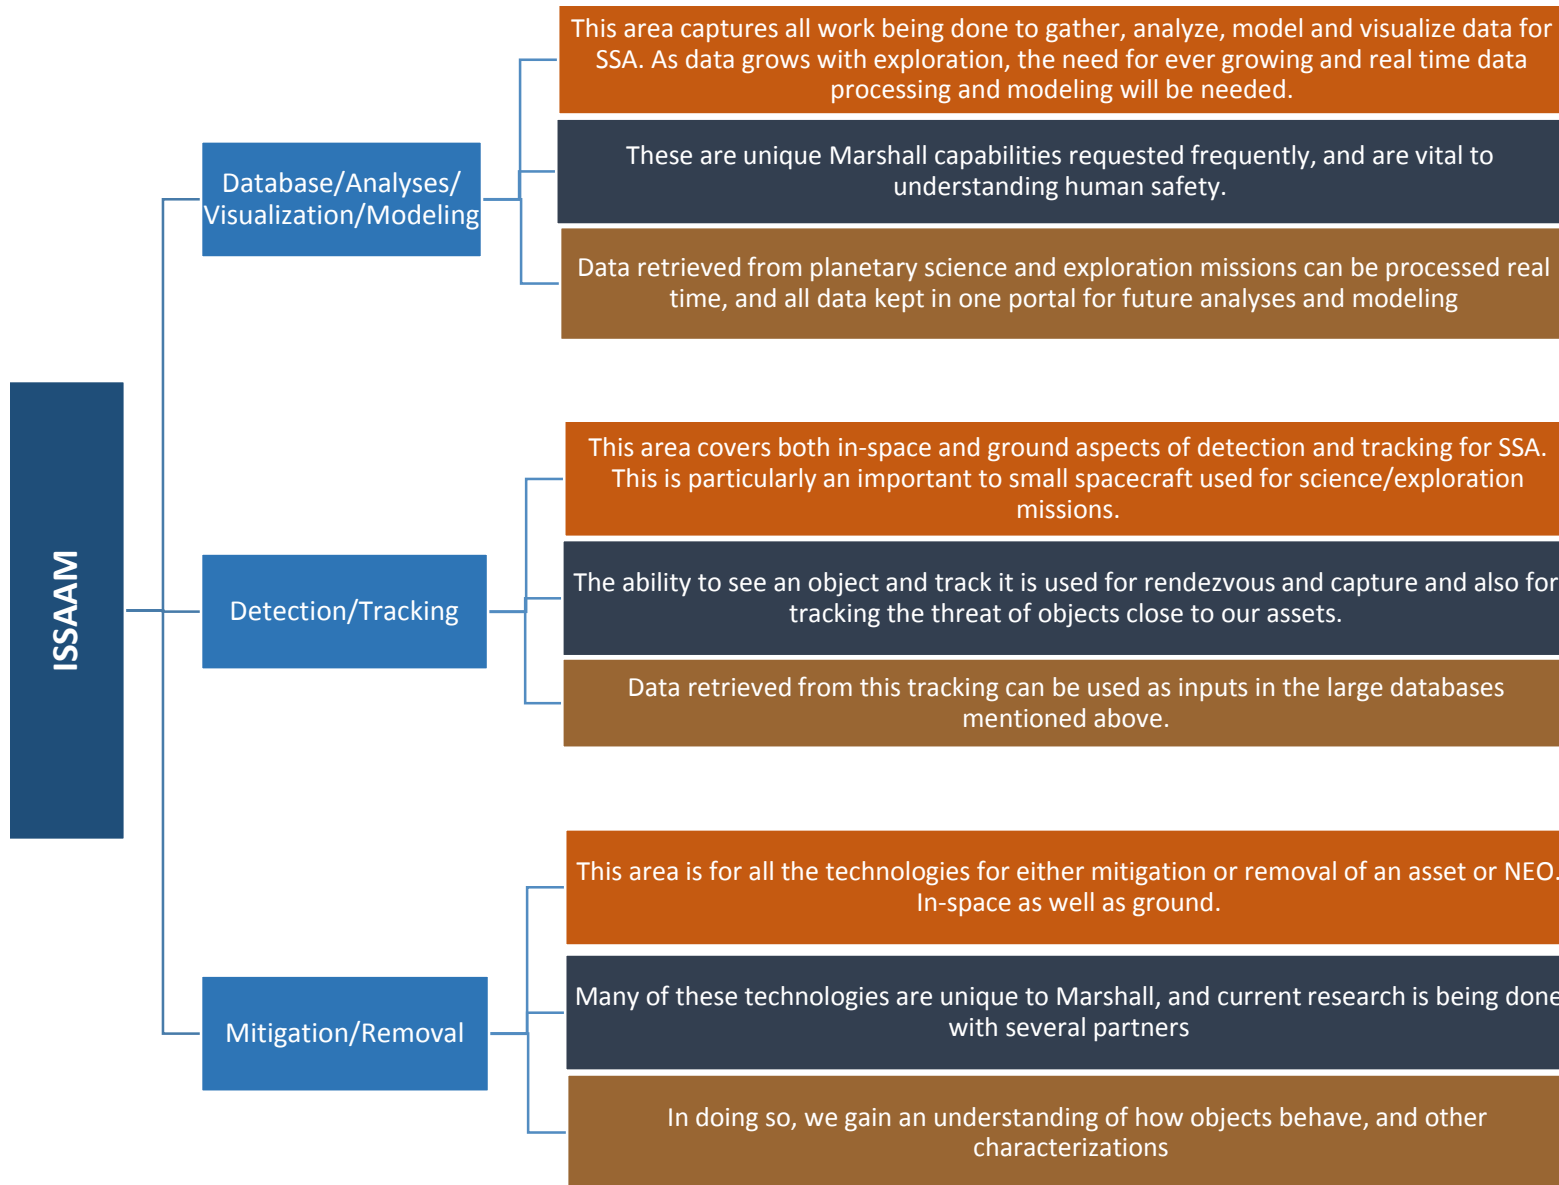 ISSAAM
Database/Analyses/
Visualization/Modeling
This area captures all work being done to gather, analyze, model and visualize data for
SSA. As data grows with exploration, the need for ever growing and real time data
processing and modeling will be needed.
These are unique Marshall capabilities requested frequently, and are vital to
understanding human safety.
Data retrieved from planetary science and exploration missions can be processed real
time, and all data kept in one portal for future analyses and modeling
Detection/Tracking
This area covers both in-space and ground aspects of detection and tracking for SSA.
This is particularly an important to small spacecraft used for science/exploration
missions.
The ability to see an object and track it is used for rendezvous and capture and also for
tracking the threat of objects close to our assets.
Data retrieved from this tracking can be used as inputs in the large databases
mentioned above.
Mitigation/Removal
This area is for all the technologies for either mitigation or removal of an asset or NEO.
In-space as well as ground.
Many of these technologies are unique to Marshall, and current research is being done
with several partners
In doing so, we gain an understanding of how objects behave, and other
characterizations